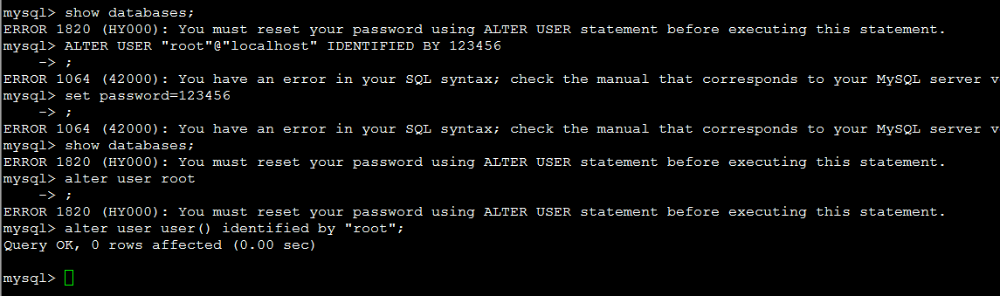 mysql> show databases;
ERROR 1820 (HY000): You must reset your password using ALTER USER statement before executing this statement.
mysql> ALTER USER "root"@"localhost" IDENTIFIED BY 123456
    -> ;
ERROR 1064 (42000): You have an error in your SQL syntax; check the manual that corresponds to your MySQL server v
mysql> set password=123456
    -> ;
ERROR 1064 (42000): You have an error in your SQL syntax; check the manual that corresponds to your MySQL server v
mysql> show databases;
ERROR 1820 (HY000): You must reset your password using ALTER USER statement before executing this statement.
mysql> alter user root
    -> ;
ERROR 1820 (HY000): You must reset your password using ALTER USER statement before executing this statement.
mysql> alter user user() identified by "root";
Query OK, 0 rows affected (0.00 sec)
mysql>